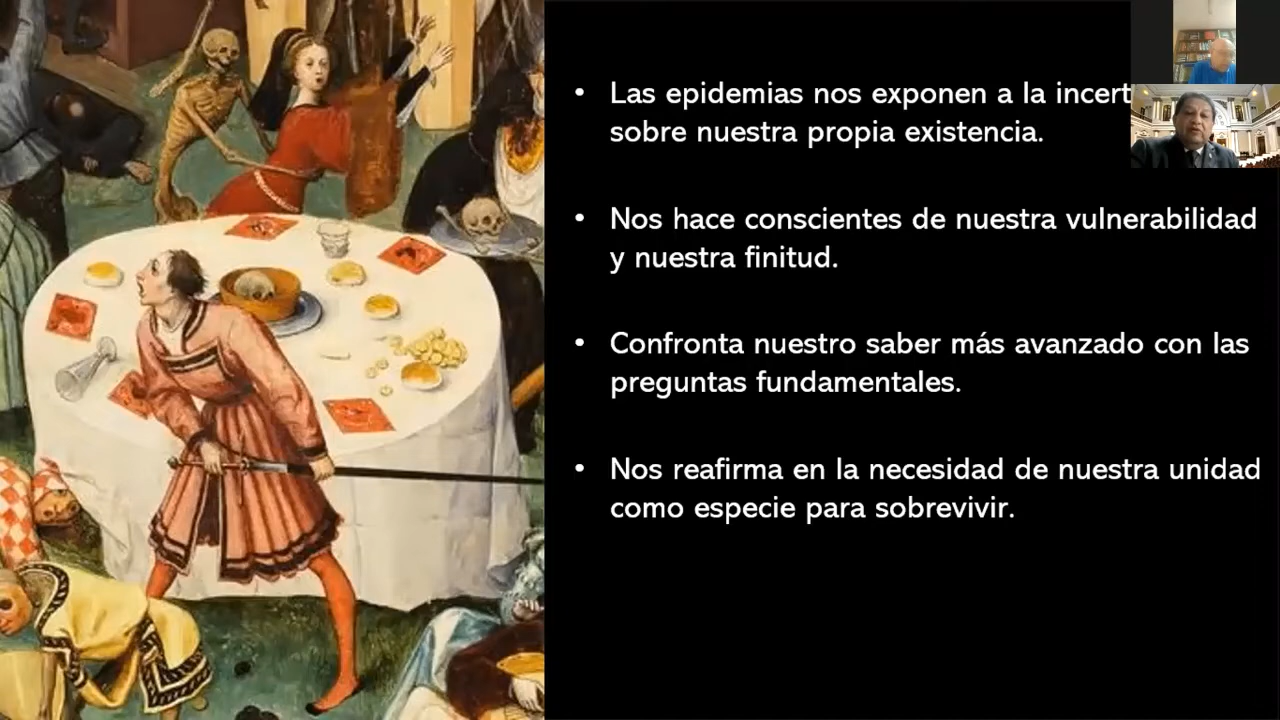 • Las epidemias nos exponen a la
sobre nuestra propia existencia.
• Nos hace conscientes de nuestra vulnerabilidad
y nuestra finitud.
• Confronta nuestro saber más avanzado con las
preguntas fundamentales.
• Nos reafirma en la necesidad de nuestra unidad
como especie para sobrevivir.